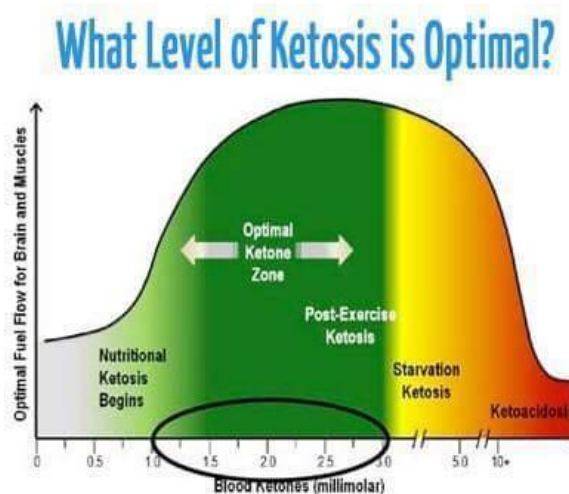 What Level of Ketosis is Optimal?
Optimal Fuel Flow for Brain and Muscles
Optimal
Ketone
Zone
Post-Exercise
Ketosis
Nutritional
Ketosis
Begins
Starvation
Ketosis
Ketoacidosi
0 0.5 1.0 1.5 2.0 2.5 3.0 5.0 10+
Blood Ketones (millimolar)